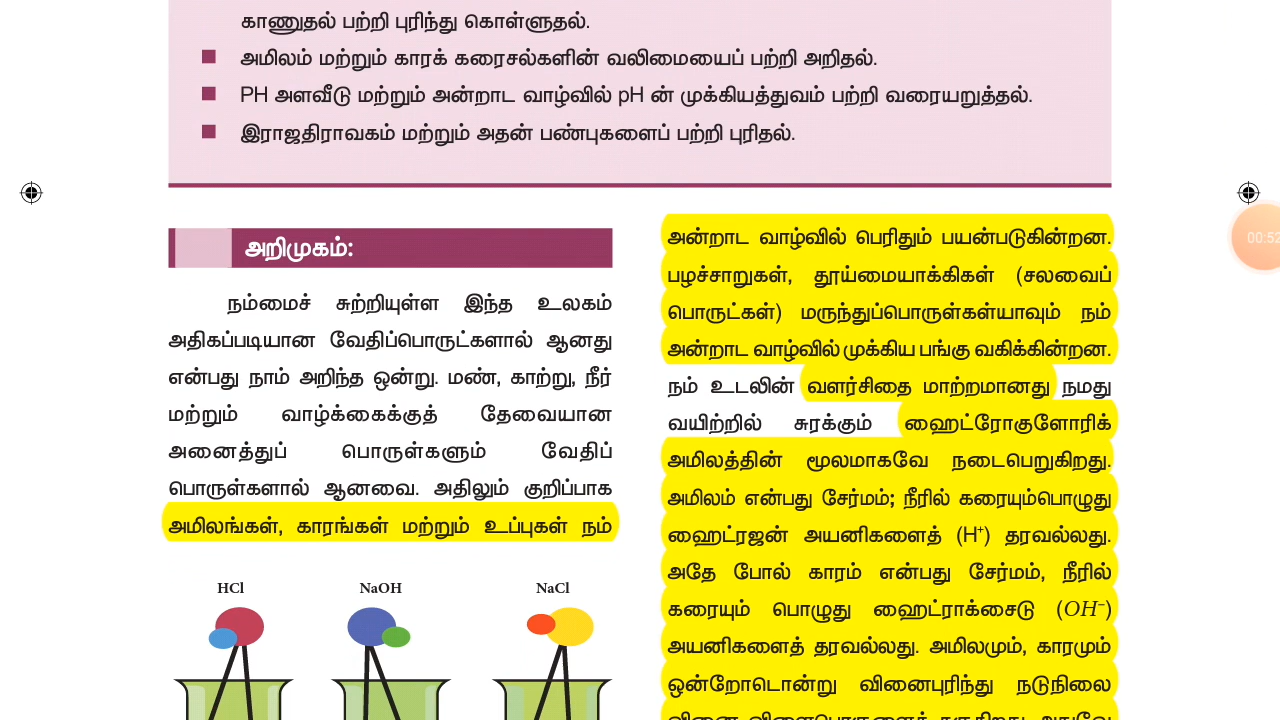 காணுதல் பற்றி புரிந்து கொள்ளுதல்.
அமிலம் மற்றும் காரக் கரைசல்களின் வலிமையைப் பற்றி அறிதல்.
PH அளவீடு மற்றும் அன்றாட வாழ்வில் pH ன் முக்கியத்துவம் பற்றி வரையறுத்தல்.
இராஜதிராவகம் மற்றும் அதன் பண்புகளைப் பற்றி புரிதல்.
அறிமுகம்:
நம்மைச் சுற்றியுள்ள இந்த உலகம்
அதிகப்படியான வேதிப்பொருட்களால் ஆனது
என்பது நாம் அறிந்த ஒன்று. மண், காற்று, நீர்
மற்றும் வாழ்க்கைக்குத் தேவையான
அனைத்துப் பொருள்களும் வேதிப்
பொருள்களால் ஆனவை. அதிலும் குறிப்பாக
அமிலங்கள், காரங்கள் மற்றும் உப்புகள் நம்
HCl NaOH NaCl
அன்றாட வாழ்வில் பெரிதும் பயன்படுகின்றன.
பழச்சாறுகள், தூய்மையாக்கிகள் (சலவைப்
பொருட்கள்) மருந்துப்பொருள்கள்யாவும் நம்
அன்றாட வாழ்வில் முக்கிய பங்கு வகிக்கின்றன.
நம் உடலின் வளர்சிதை மாற்றமானது நமது
வயிற்றில் சுரக்கும் ஹைட்ரோகுளோரிக்
அமிலத்தின் மூலமாகவே நடைபெறுகிறது.
அமிலம் என்பது சேர்மம்; நீரில் கரையும்பொழுது
ஹைட்ரஜன் அயனிகளைத் (H⁺) தரவல்லது.
அதே போல் காரம் என்பது சேர்மம், நீரில்
கரையும் பொழுது ஹைட்ராக்சைடு (OH⁻)
அயனிகளைத் தரவல்லது. அமிலமும், காரமும்
ஒன்றோடொன்று வினைபுரிந்து நடுநிலை
00:52